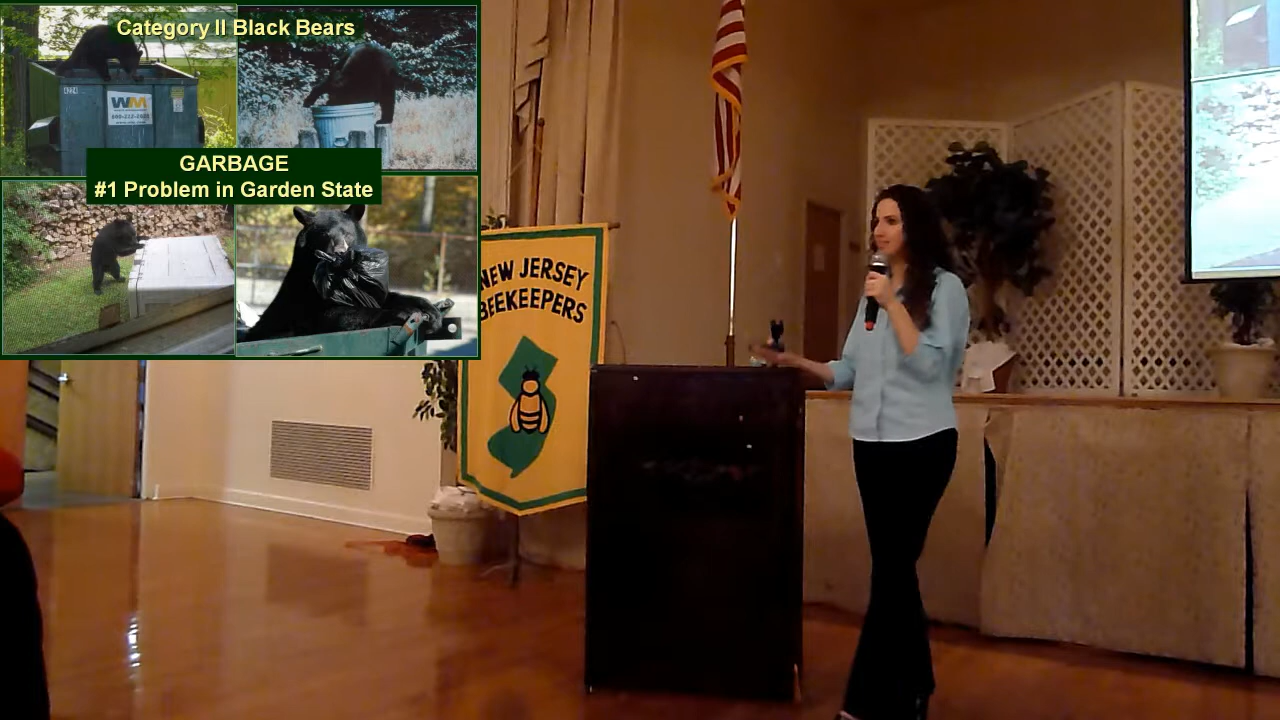 Category II Black Bears
WM
GARBAGE
#1 Problem in Garden State
NEW JERSEY
BEEKEEPERS